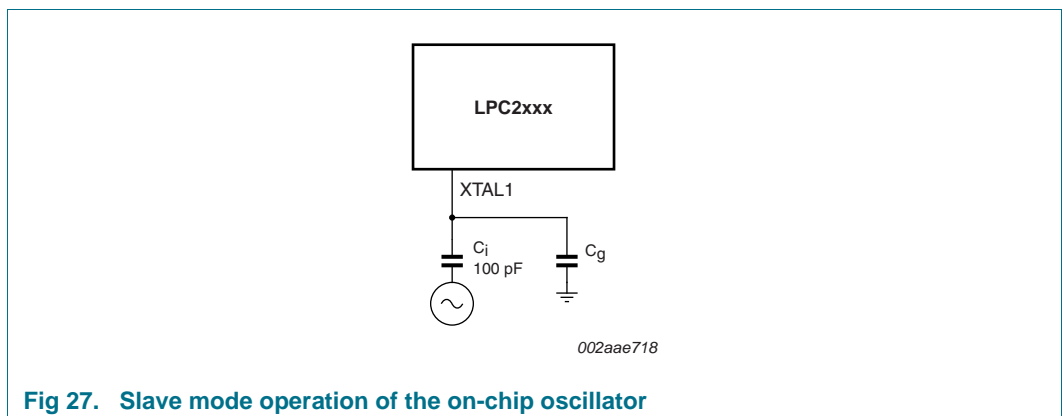 LPC2xxx
XTAL1
Ci
100 pF
Cg
002aae718
Fig 27. Slave mode operation of the on-chip oscillator